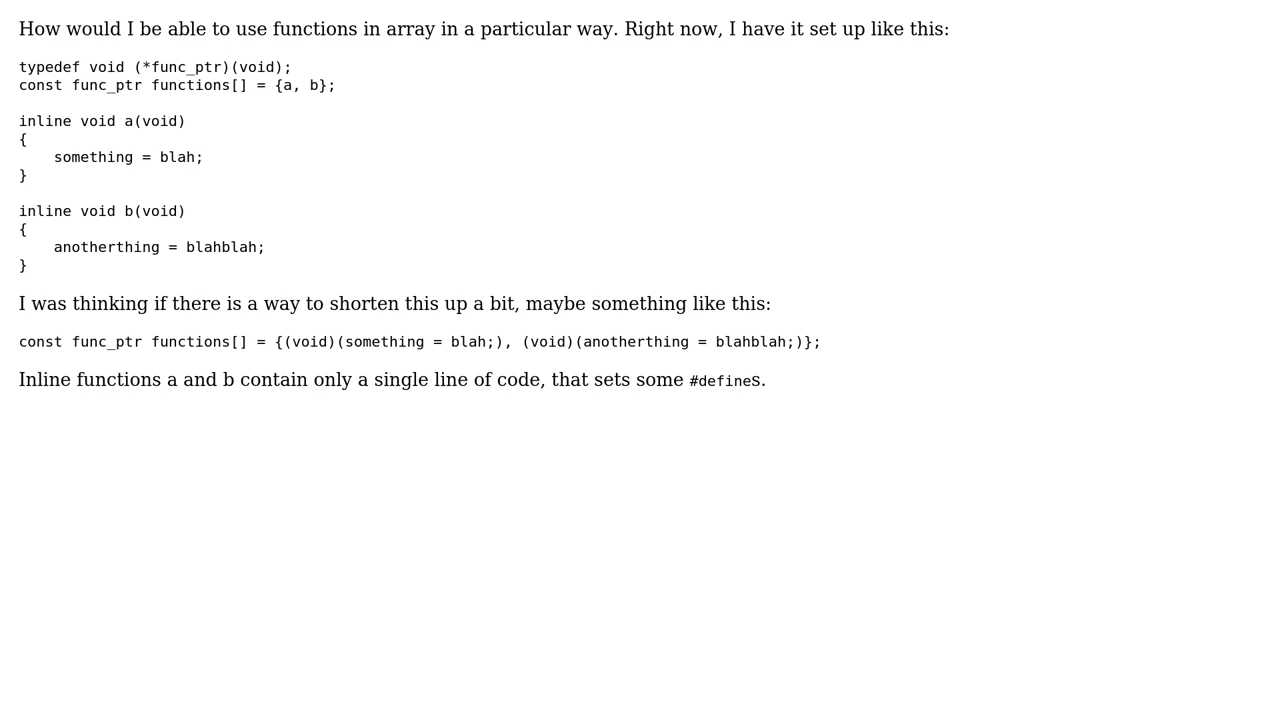 How would I be able to use functions in array in a particular way. Right now, I have it set up like this:
typedef void (*func_ptr)(void);
const func_ptr functions[] = {a, b};
inline void a(void)
{
    something = blah;
}
inline void b(void)
{
    anotherthing = blahblah;
}
I was thinking if there is a way to shorten this up a bit, maybe something like this:
const func_ptr functions[] = {(void)(something = blah;), (void)(anotherthing = blahblah;)};
Inline functions a and b contain only a single line of code, that sets some #defines.